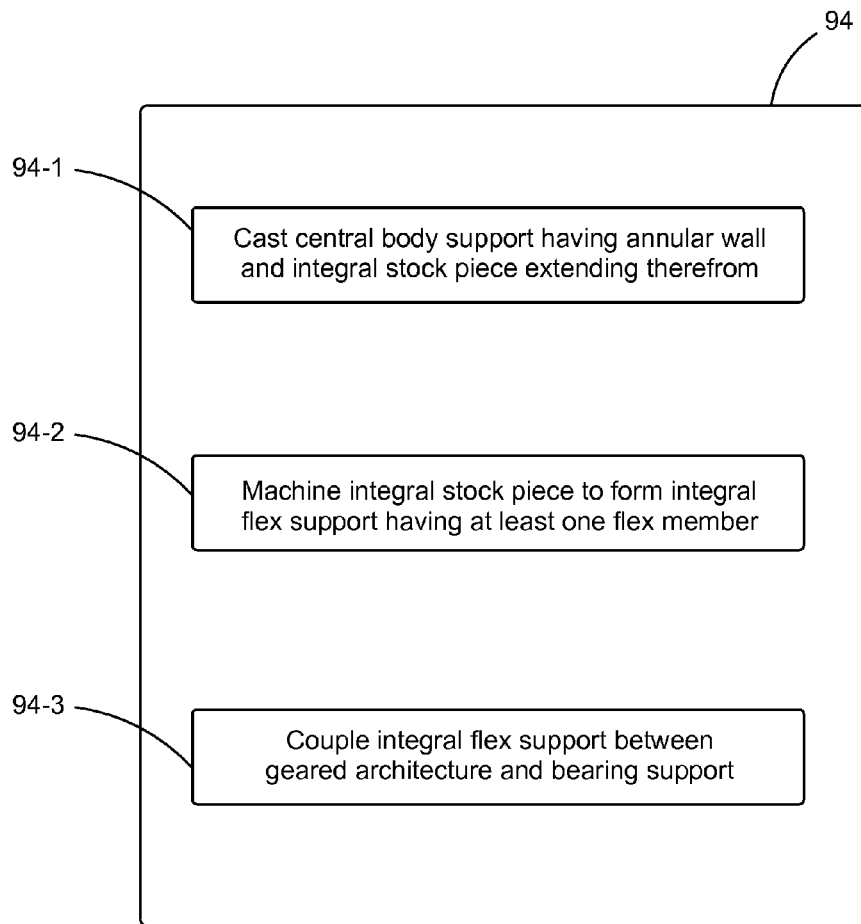 94
94-1
Cast central body support having annular wall
and integral stock piece extending therefrom
94-2
Machine integral stock piece to form integral
flex support having at least one flex member
94-3
Couple integral flex support between
geared architecture and bearing support